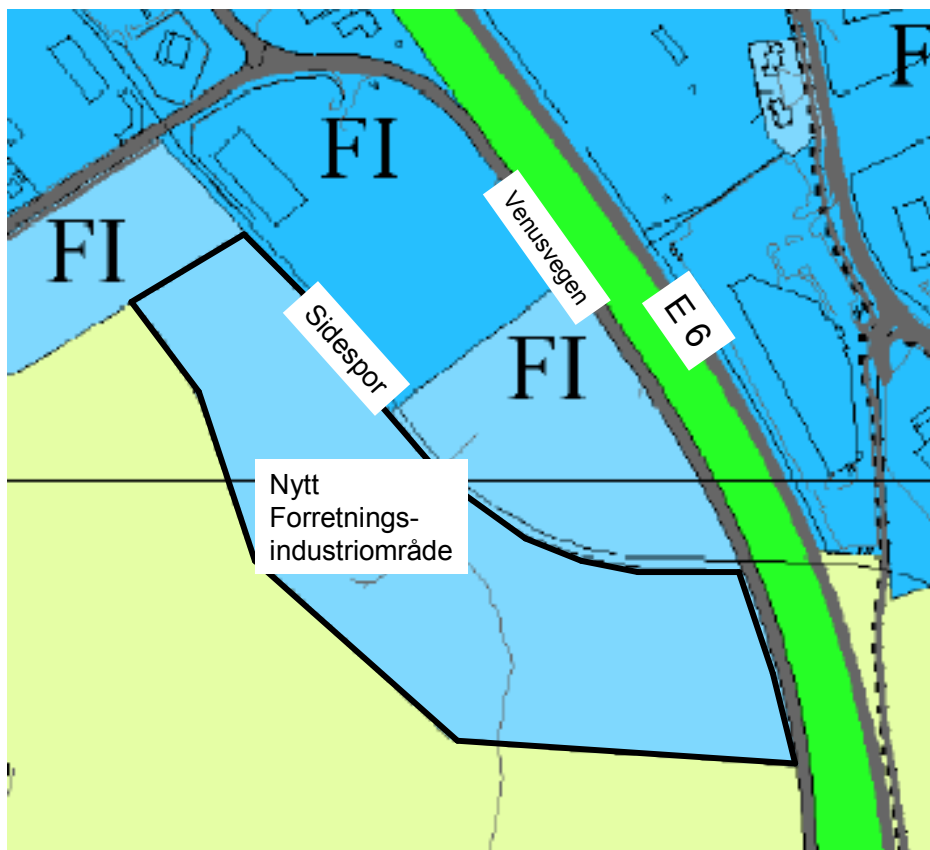 F
FI
Venusvegen
FI
E 6
Sidespor
FI
Nytt
Forretnings-
industriområde